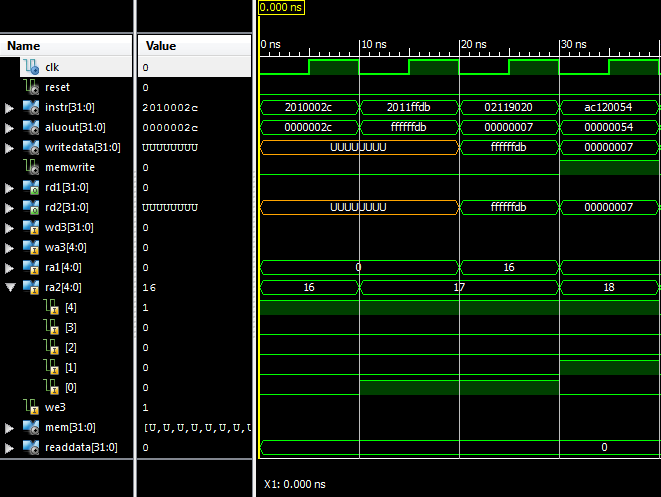 0.000 ns
Name Value 0 ns 10 ns 20 ns 30 ns
clk 0
reset 0
instr[31:0] 2010002c 2010002c 2011ffdb 02119020 ac120054
aluout[31:0] 0000002c 0000002c ffffffdb 00000007 00000054
writedata[31:0] UUUUUUUU UUUUUUUU ffffffdb 00000007
memwrite 0
rd1[31:0] 0
rd2[31:0] UUUUUUUU UUUUUUUU ffffffdb 00000007
wd3[31:0] 0
wa3[4:0] 0
ra1[4:0] 0 0 16
ra2[4:0] 16 16 17 18
[4] 1
[3] 0
[2] 0
[1] 0
[0] 0
we3 1
mem[31:0] [U,U,U,U,U,U,U,U
readdata[31:0] 0 0
X1: 0.000 ns